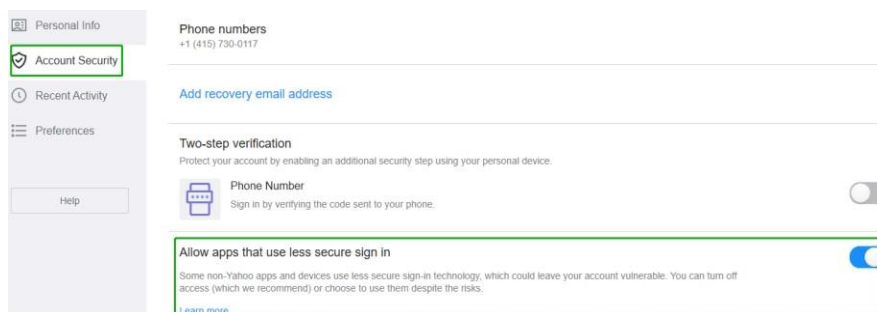 Personal Info
Account Security
Recent Activity
Preferences
Help
Phone numbers
+1 (415) 730-0117
Add recovery email address
Two-step verification
Protect your account by enabling an additional security step using your personal device.
Phone Number
Sign in by verifying the code sent to your phone.
Allow apps that use less secure sign in
Some non-Yahoo apps and devices use less secure sign-in technology, which could leave your account vulnerable. You can turn off
access (which we recommend) or choose to use them despite the risks.
Learn more